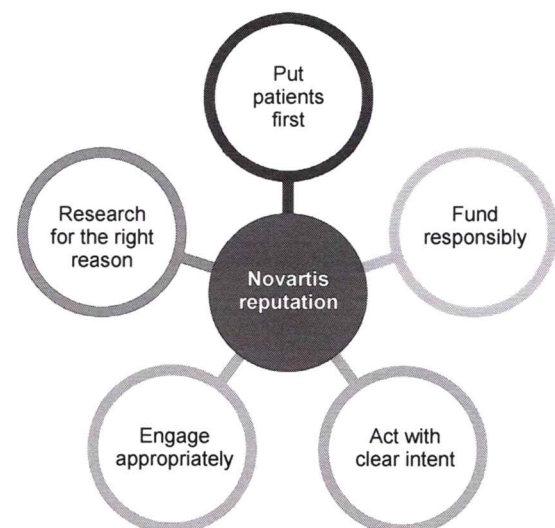 Put
patients
first
Research
for the right
reason
Fund
responsibly
Novartis
reputation
Engage
appropriately
Act with
clear intent